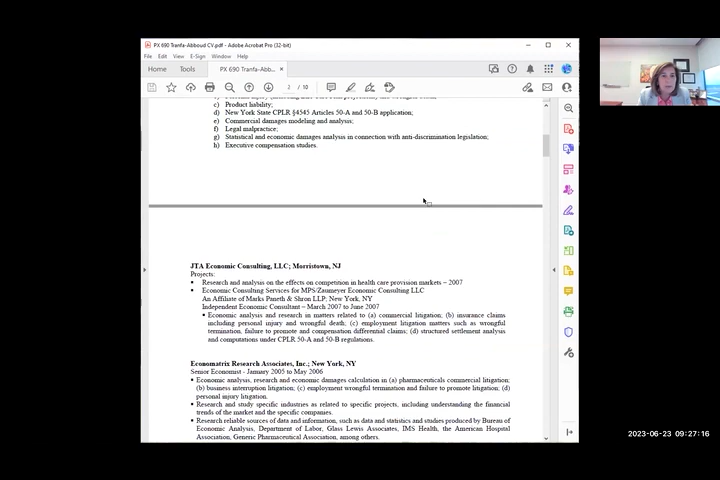 PX 690 Tranfa-Abboud CV.pdf - Adobe Acrobat Pro (32-bit)
File Edit View E-Sign Window Help
Home Tools PX 690 Tranfa-Abb... ×
2 / 10
c) Product liability;
d) New York State CPLR §4545 Articles 50-A and 50-B application;
e) Commercial damages modeling and analysis;
f) Legal malpractice;
g) Statistical and economic damages analysis in connection with anti-discrimination legislation;
h) Executive compensation studies.
JTA Economic Consulting, LLC; Morristown, NJ
Projects:
▪ Research and analysis on the effects on competition in health care provision markets – 2007
▪ Economic Consulting Services for MPS/Zaumeyer Economic Consulting LLC
An Affiliate of Marks Paneth & Shron LLP; New York, NY
Independent Economic Consultant – March 2007 to June 2007
▪ Economic analysis and research in matters related to (a) commercial litigation; (b) insurance claims
including personal injury and wrongful death; (c) employment litigation matters such as wrongful
termination, failure to promote and compensation differential claims; (d) structured settlement analysis
and computations under CPLR 50-A and 50-B regulations.
Econometrix Research Associates, Inc.; New York, NY
Senior Economist - January 2005 to May 2006
▪ Economic analysis, research and economic damages calculation in (a) pharmaceuticals commercial litigation;
(b) business interruption litigation; (c) employment wrongful termination and failure to promote litigation; (d)
personal injury litigation.
▪ Research and study specific industries as related to specific projects, including understanding the financial
trends of the market and the specific companies.
▪ Research reliable sources of data and information, such as data and statistics and studies produced by Bureau of
Economic Analysis, Department of Labor, Glass Lewis Associates, IMS Health, the American Hospital
Association, Generic Pharmaceutical Association, among others.
2023-06-23 09:27:16